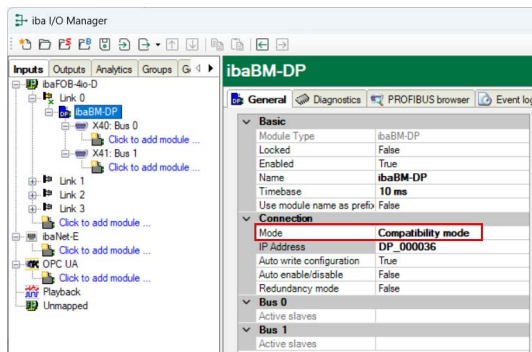 iba I/O Manager
Inputs Outputs Analytics Groups G
ibaFOB-4io-D
Link 0
ibaBM-DP
X40: Bus 0
Click to add module ...
X41: Bus 1
Click to add module ...
Link 1
Link 2
Link 3
Click to add module ...
ibaNet-E
Click to add module ...
OPC UA
Click to add module ...
Playback
Unmapped
ibaBM-DP
General Diagnostics PROFIBUS browser Event log
Basic
Module Type ibaBM-DP
Locked False
Enabled True
Name ibaBM-DP
Timebase 10 ms
Use module name as prefix False
Connection
Mode Compatibility mode
IP Address DP_000036
Auto write configuration True
Auto enable/disable False
Redundancy mode False
Bus 0
Active slaves
Bus 1
Active slaves